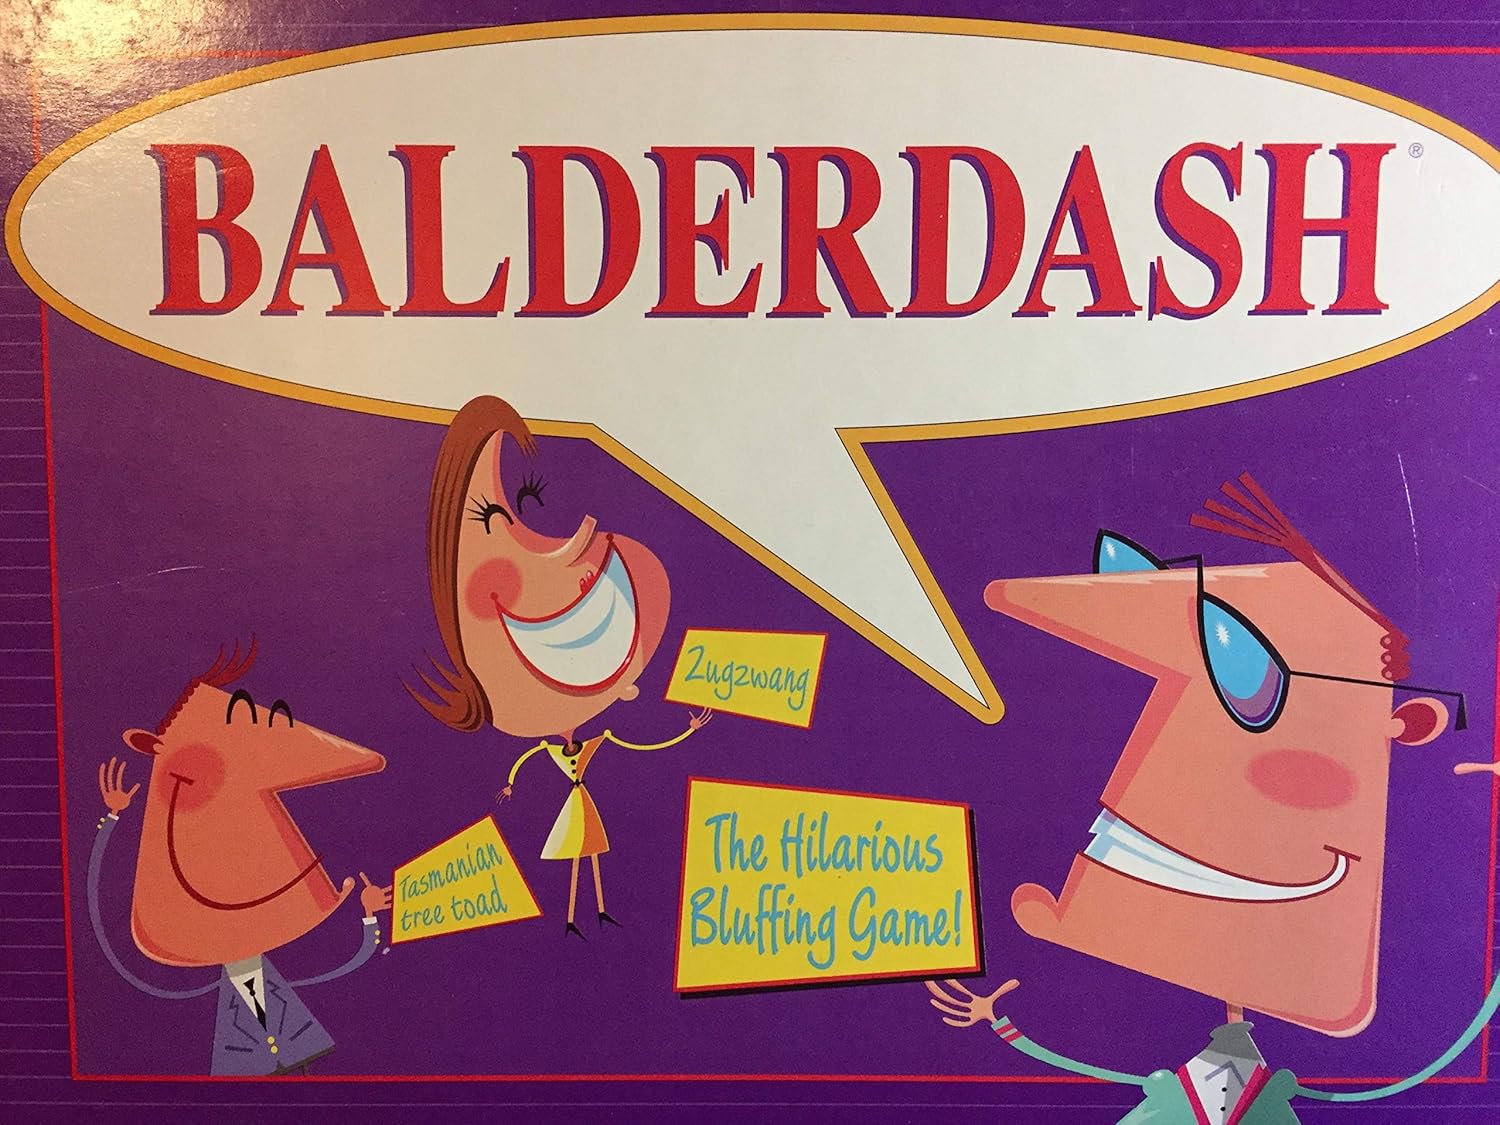 BALDERDASH®
Zugzwang
Tasmanian
tree toad
The Hilarious
Bluffing Game!